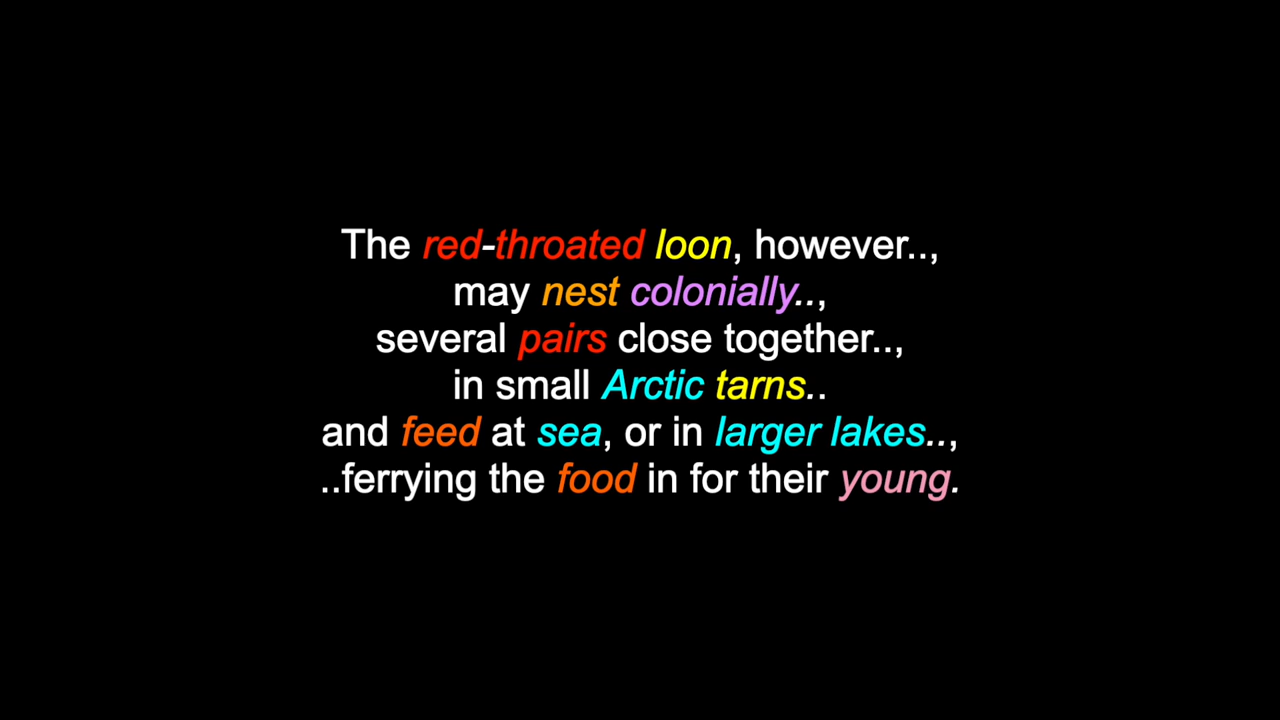 The red-throated loon, however..,
may nest colonially..,
several pairs close together..,
in small Arctic tarns..
and feed at sea, or in larger lakes..,
..ferrying the food in for their young.